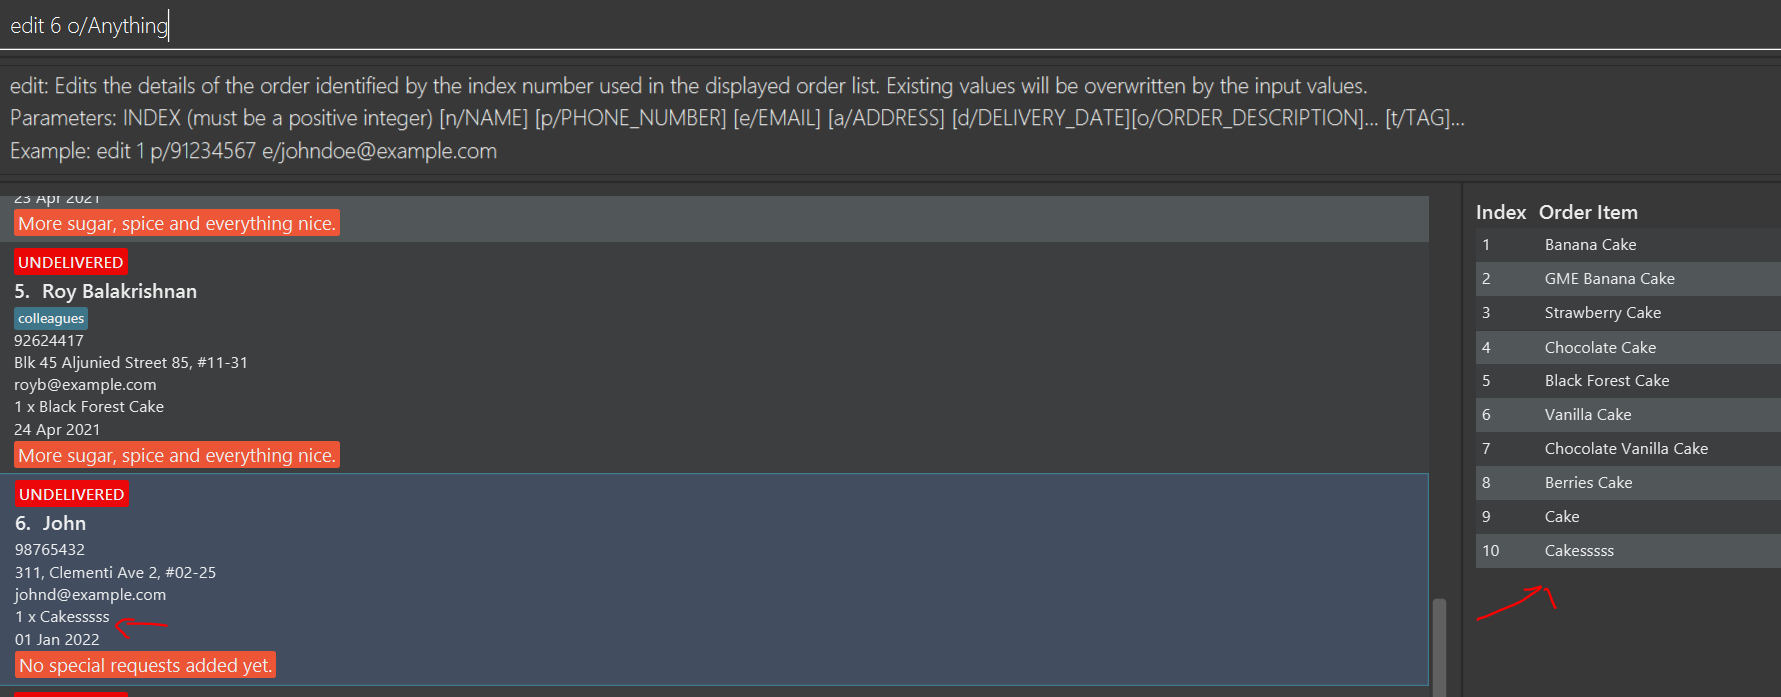 edit 6 o/Anything
edit: Edits the details of the order identified by the index number used in the displayed order list. Existing values will be overwritten by the input values.
Parameters: INDEX (must be a positive integer) [n/NAME] [p/PHONE_NUMBER] [e/EMAIL] [a/ADDRESS] [d/DELIVERY_DATE][o/ORDER_DESCRIPTION]... [t/TAG]...
Example: edit 1 p/91234567 e/johndoe@example.com
23 Apr 2021
More sugar, spice and everything nice.
UNDELIVERED
5. Roy Balakrishnan
colleagues
92624417
Blk 45 Aljunied Street 85, #11-31
royb@example.com
1 x Black Forest Cake
24 Apr 2021
More sugar, spice and everything nice.
UNDELIVERED
6. John
98765432
311, Clementi Ave 2, #02-25
johnd@example.com
1 x Cakesssss
01 Jan 2022
No special requests added yet.
Index Order Item
1 Banana Cake
2 GME Banana Cake
3 Strawberry Cake
4 Chocolate Cake
5 Black Forest Cake
6 Vanilla Cake
7 Chocolate Vanilla Cake
8 Berries Cake
9 Cake
10 Cakesssss